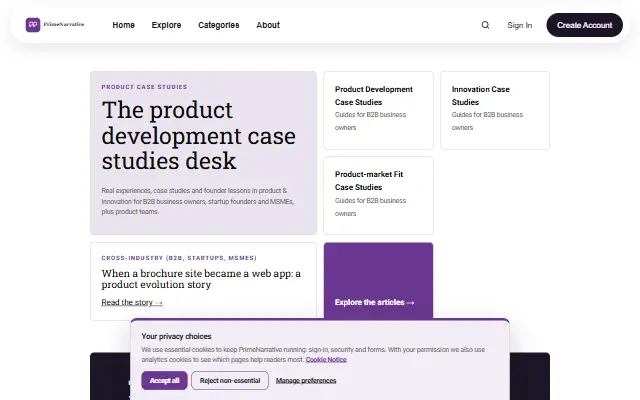 PrimeNarrative
Home
Explore
Categories
About
Sign In
Create Account
PRODUCT CASE STUDIES
The product
development case
studies desk
Real experiences, case studies and founder lessons in product &
innovation for B2B business owners, startup founders and MSMEs,
plus product teams.
Product Development
Case Studies
Guides for B2B business
owners
Innovation Case
Studies
Guides for B2B business
owners
Product-market Fit
Case Studies
Guides for B2B business
owners
CROSS-INDUSTRY (B2B, STARTUPS, MSMES)
When a brochure site became a web app: a
product evolution story
Read the story →
Explore the articles →
Your privacy choices
We use essential cookies to keep PrimeNarrative running: sign-in, security and forms. With your permission we also use
analytics cookies to see which pages help readers most. Cookie Notice
Accept all
Reject non-essential
Manage preferences